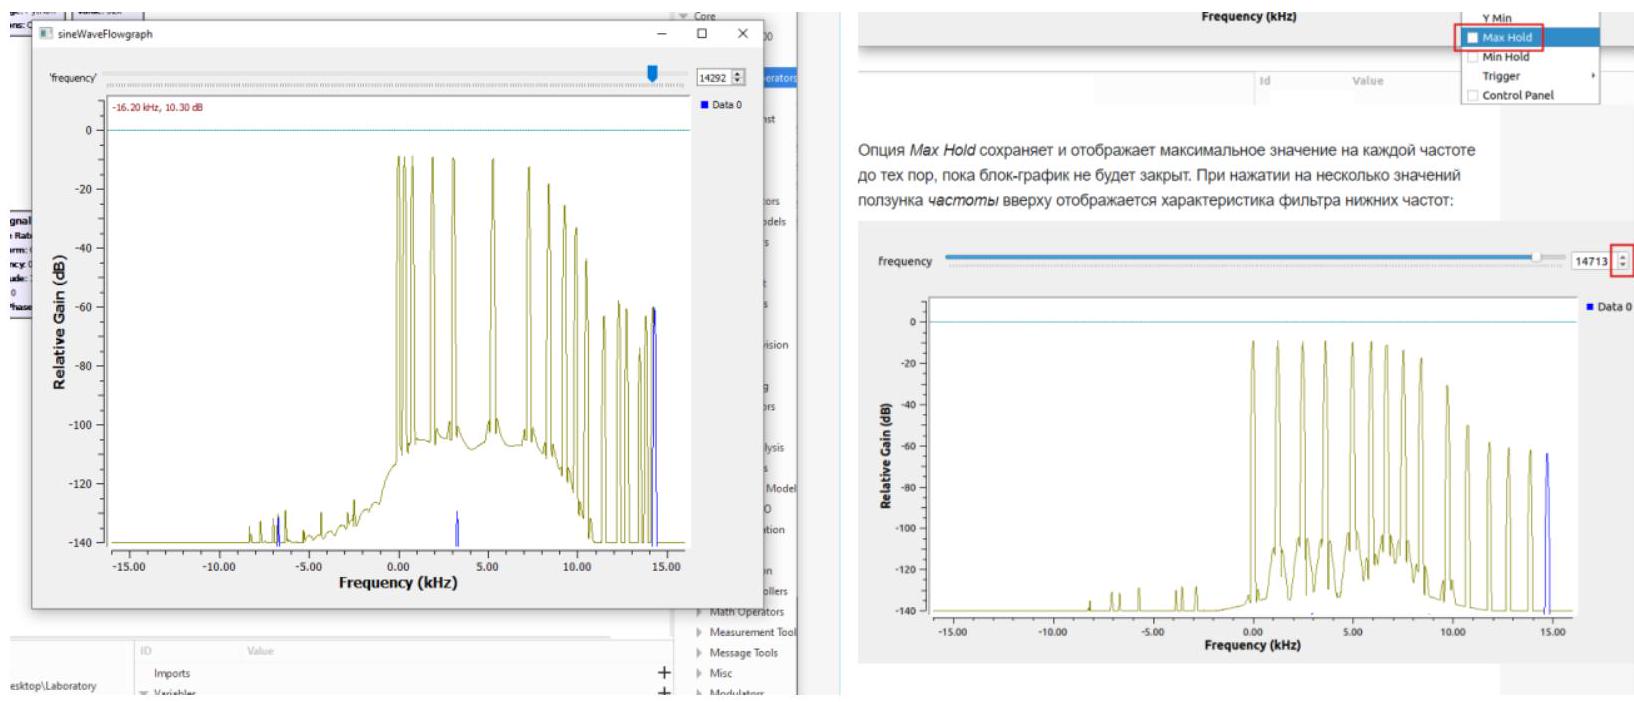 Value: 32k
Core
sineWaveFlowgraph
'frequency'
14292
-16.20 kHz, 10.30 dB
Data 0
Relative Gain (dB)
0
-20
-40
-60
-80
-100
-120
-140
-15.00
-10.00
-5.00
0.00
5.00
10.00
15.00
Frequency (kHz)
Math Operators
Measurement Tool
Message Tools
Misc
Modulators
ID
Value
Imports
Variables
esktop\Laboratory
Frequency (kHz)
Y Min
Max Hold
Min Hold
Trigger
Control Panel
Id
Value
Опция Max Hold сохраняет и отображает максимальное значение на каждой частоте
до тех пор, пока блок-график не будет закрыт. При нажатии на несколько значений
ползунка частоты вверху отображается характеристика фильтра нижних частот:
frequency
14713
Data 0
Relative Gain (dB)
0
-20
-40
-60
-80
-100
-120
-140
-15.00
-10.00
-5.00
0.00
5.00
10.00
15.00
Frequency (kHz)